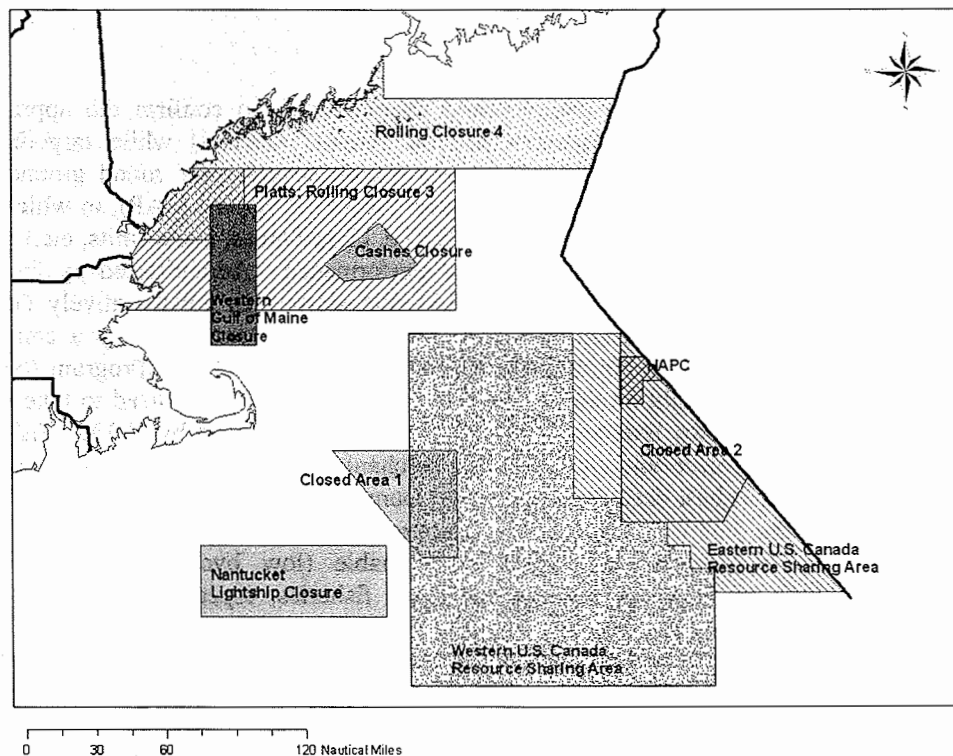 Rolling Closure 4
Platts, Rolling Closure 3
Cashes Closure
Western
Gulf of Maine
Closure
HAPC
Closed Area 2
Closed Area 1
Eastern U.S. Canada
Resource Sharing Area
Nantucket
Lightship Closure
Western U.S. Canada
Resource Sharing Area
0 30 60 120 Nautical Miles